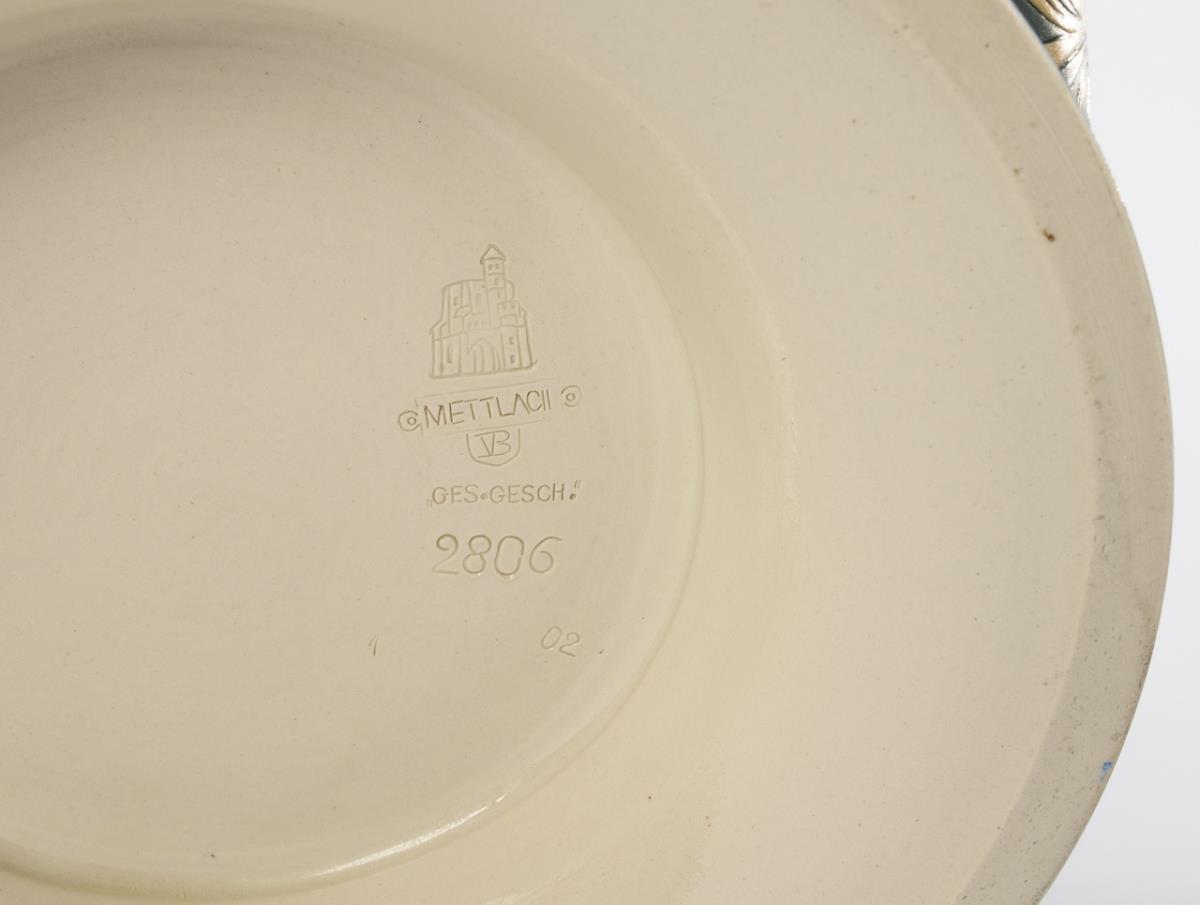 METTLACH
VB
„GES. GESCH."
2806
1 02